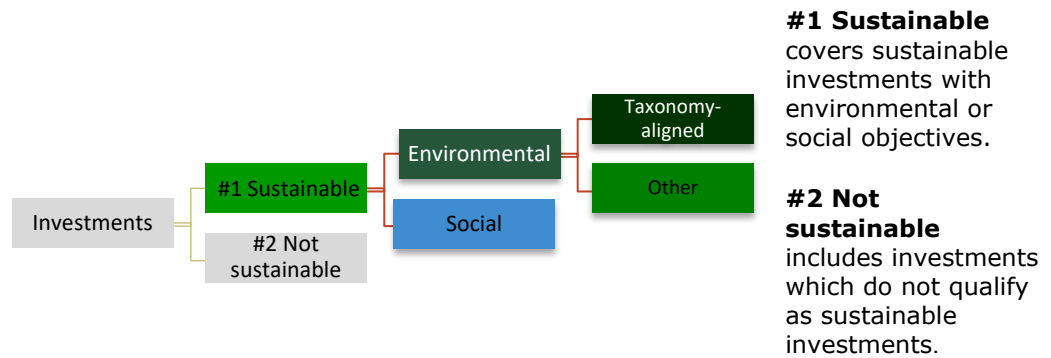 Investments
#1 Sustainable
#2 Not
sustainable
Environmental
Social
Taxonomy-
aligned
Other
#1 Sustainable
covers sustainable
investments with
environmental or
social objectives.
#2 Not
sustainable
includes investments
which do not qualify
as sustainable
investments.